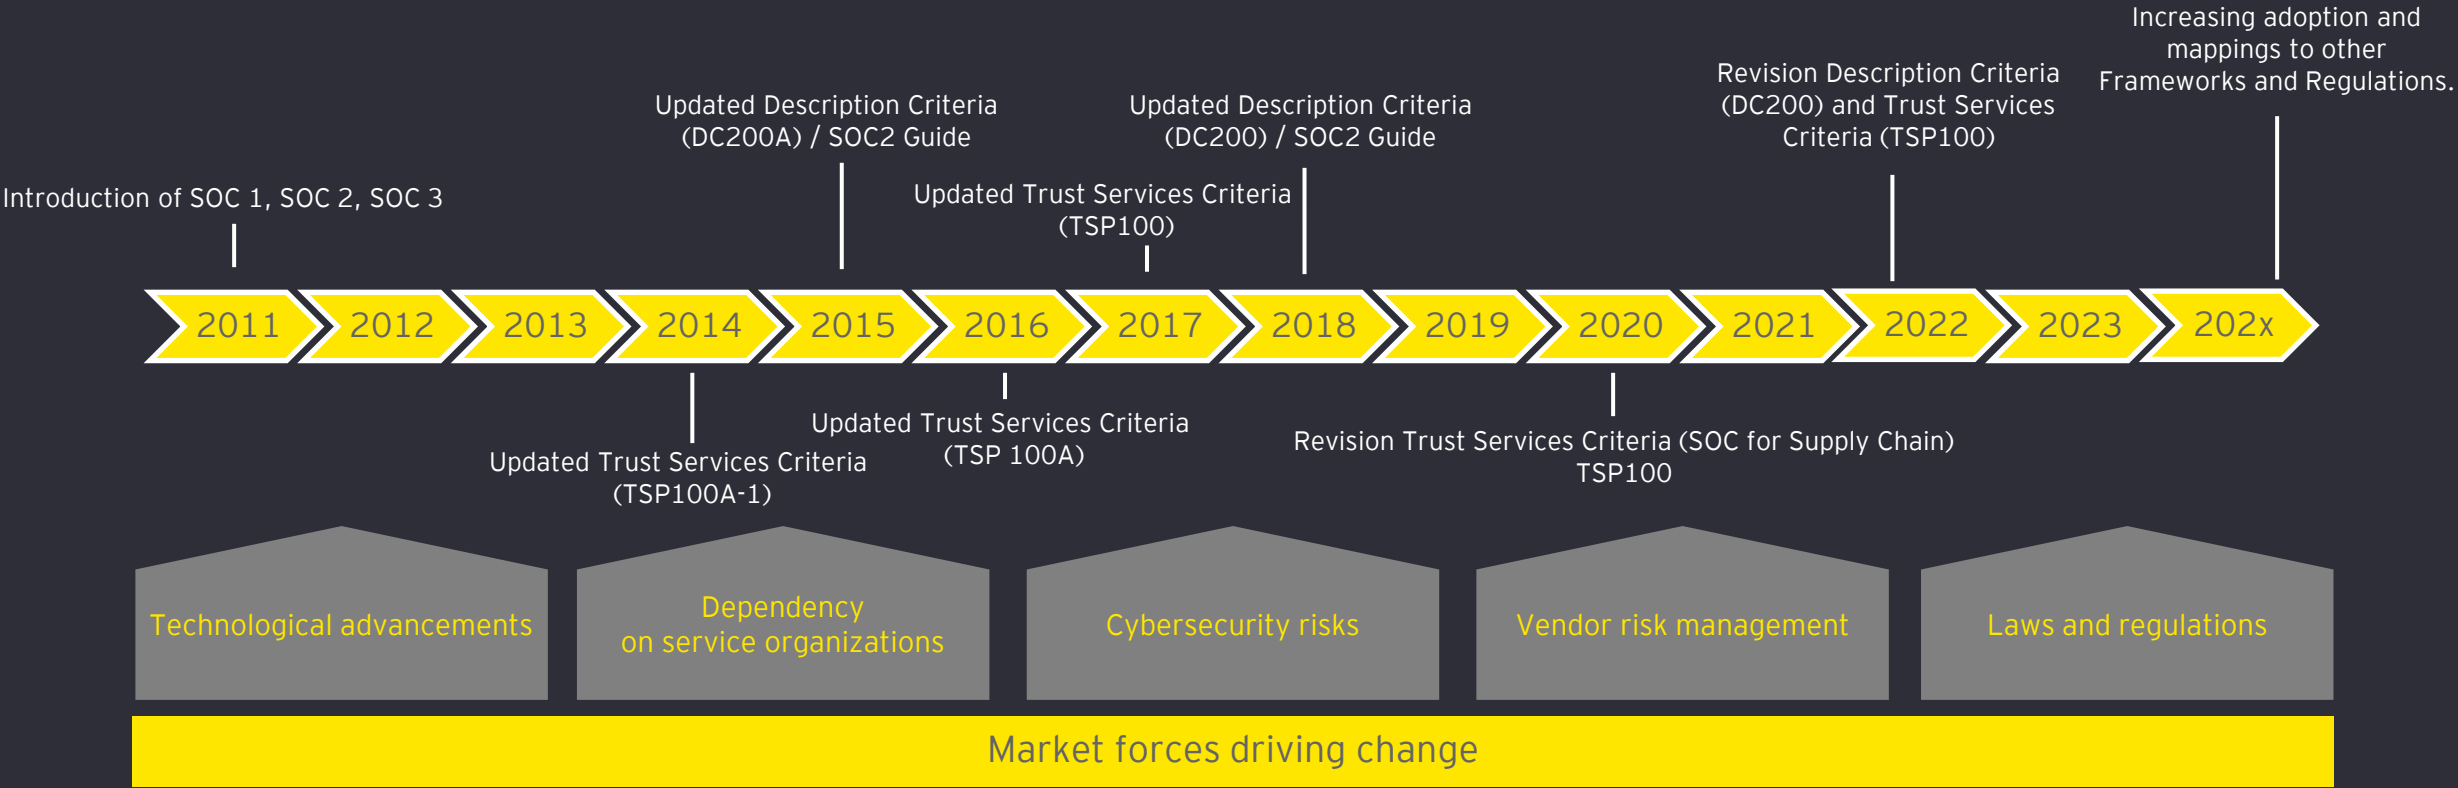 Increasing adoption and
mappings to other
Frameworks and Regulations.
Revision Description Criteria
(DC200) and Trust Services
Criteria (TSP100)
Updated Description Criteria
(DC200A) / SOC2 Guide
Updated Description Criteria
(DC200) / SOC2 Guide
Updated Trust Services Criteria
(TSP100)
Introduction of SOC 1, SOC 2, SOC 3
2011 2012 2013 2014 2015 2016 2017 2018 2019 2020 2021 2022 2023 202x
Updated Trust Services Criteria
(TSP100A-1)
Updated Trust Services Criteria
(TSP 100A)
Revision Trust Services Criteria (SOC for Supply Chain)
TSP100
Technological advancements
Dependency
on service organizations
Cybersecurity risks
Vendor risk management
Laws and regulations
Market forces driving change